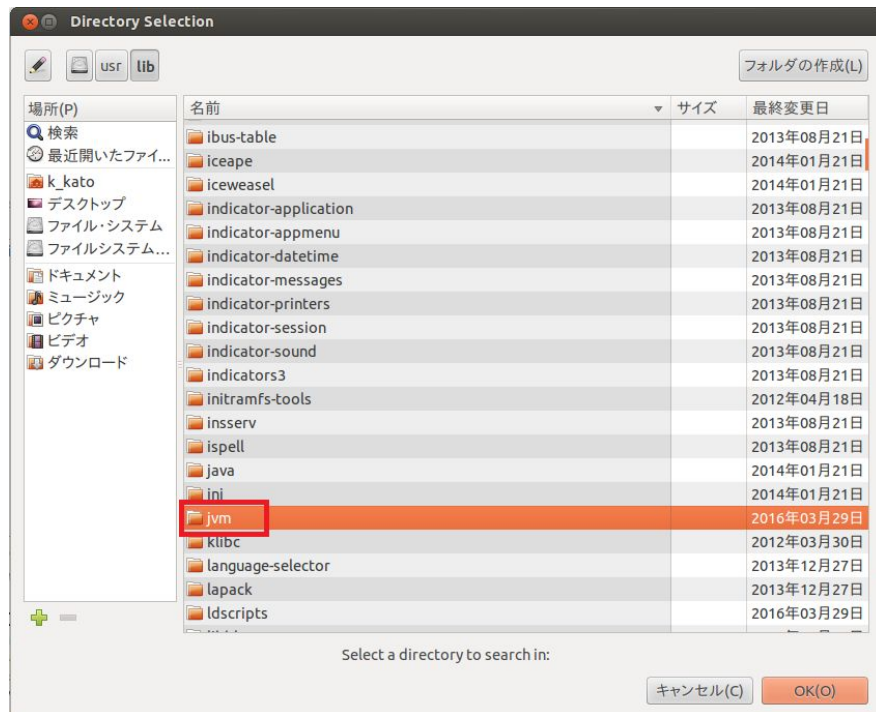 Directory Selection
usr lib フォルダの作成(L)
場所(P)
検索
最近開いたファイ...
k_kato
デスクトップ
ファイル・システム
ファイルシステム...
ドキュメント
ミュージック
ピクチャ
ビデオ
ダウンロード
名前 サイズ 最終変更日
ibus-table 2013年08月21日
iceape 2014年01月21日
iceweasel 2014年01月21日
indicator-application 2013年08月21日
indicator-appmenu 2013年08月21日
indicator-datetime 2013年08月21日
indicator-messages 2013年08月21日
indicator-printers 2013年08月21日
indicator-session 2013年08月21日
indicator-sound 2013年08月21日
indicators3 2013年08月21日
initramfs-tools 2012年04月18日
insserv 2013年08月21日
ispell 2013年08月21日
java 2014年01月21日
jni 2014年01月21日
jvm 2016年03月29日
klibc 2012年03月30日
language-selector 2013年12月27日
lapack 2013年12月27日
ldscripts 2016年03月29日
Select a directory to search in:
キャンセル(C) OK(O)